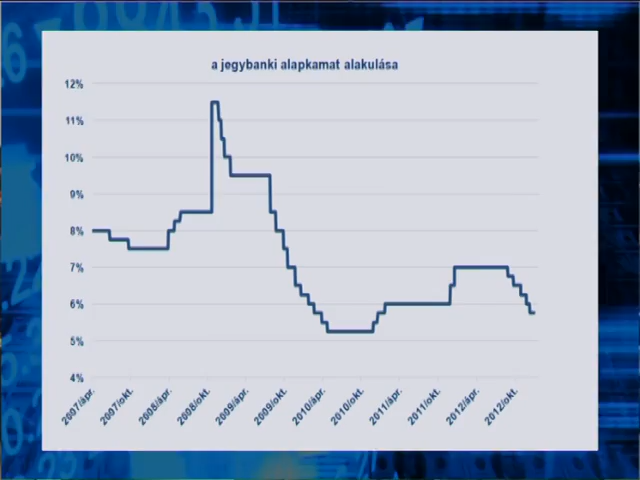 a jegybanki alapkamat alakulása
12%
11%
10%
9%
8%
7%
6%
5%
4%
2007/ápr.
2007/okt.
2008/ápr.
2008/okt.
2009/ápr.
2009/okt.
2010/ápr.
2010/okt.
2011/ápr.
2011/okt.
2012/ápr.
2012/okt.